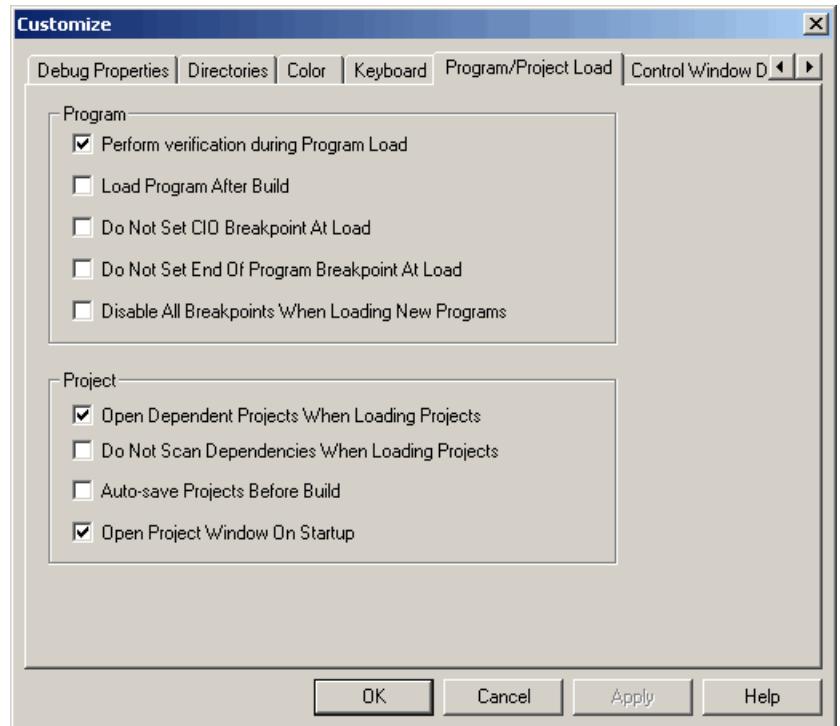 Customize
Debug Properties Directories Color Keyboard Program/Project Load Control Window D
Program
Perform verification during Program Load
Load Program After Build
Do Not Set CIO Breakpoint At Load
Do Not Set End Of Program Breakpoint At Load
Disable All Breakpoints When Loading New Programs
Project
Open Dependent Projects When Loading Projects
Do Not Scan Dependencies When Loading Projects
Auto-save Projects Before Build
Open Project Window On Startup
OK Cancel Apply Help